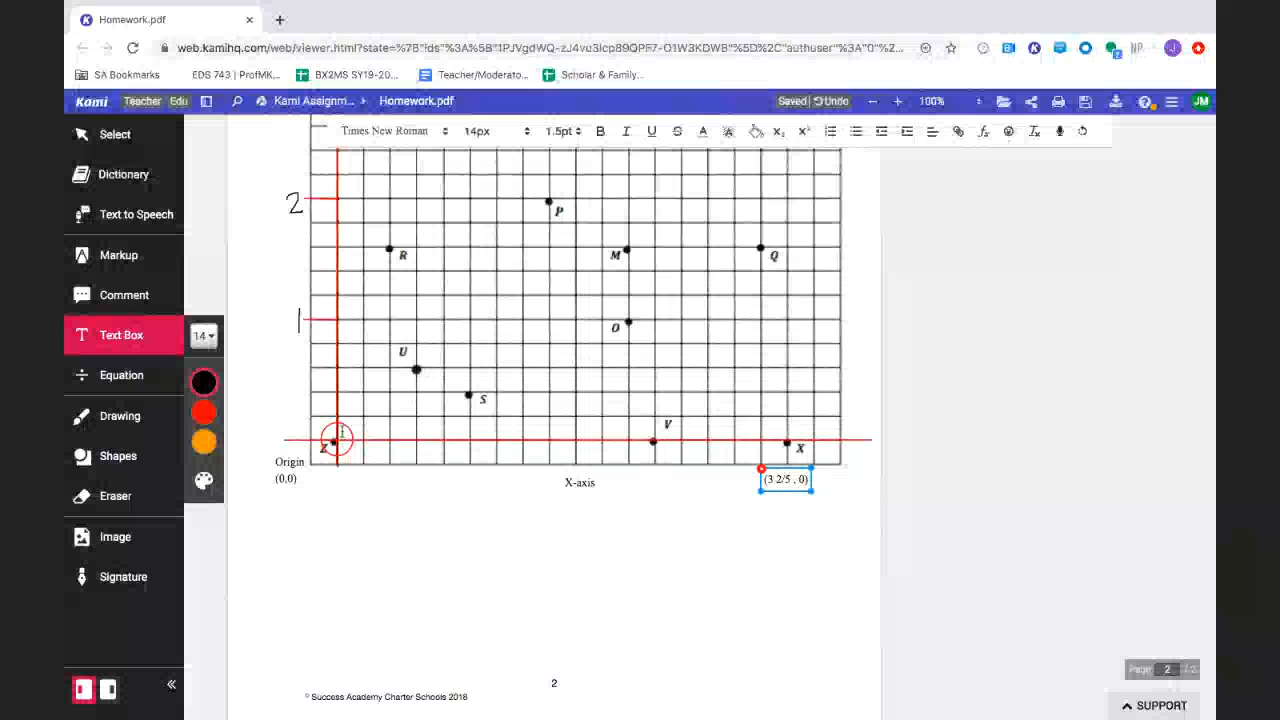 Homework.pdf
web.kamihq.com/web/viewer.html?state=%7B"ids"%3A%5B"1PJVgdWQ-zJ4vu3Icp89QPF7-O1W3KDWB"%5D%2C"authuser"%3A"0"%2...
SA Bookmarks EDS 743 | ProfMK... BX2MS SY19-20... Teacher/Moderato... Scholar & Family...
Kami Teacher Edu Kami Assignm... Homework.pdf Saved Undo 100% JM
Select Times New Roman 14px 1.5pt B I U S A
Dictionary
Text to Speech
Markup
Comment
Text Box 14
Equation
Drawing
Shapes
Eraser
Image
Signature
2
P
R M Q
1
O
U
S
V
Z X
Origin
(0,0)
X-axis
(3 2/5 , 0)
2
© Success Academy Charter Schools 2018
Page 2 / 2
SUPPORT